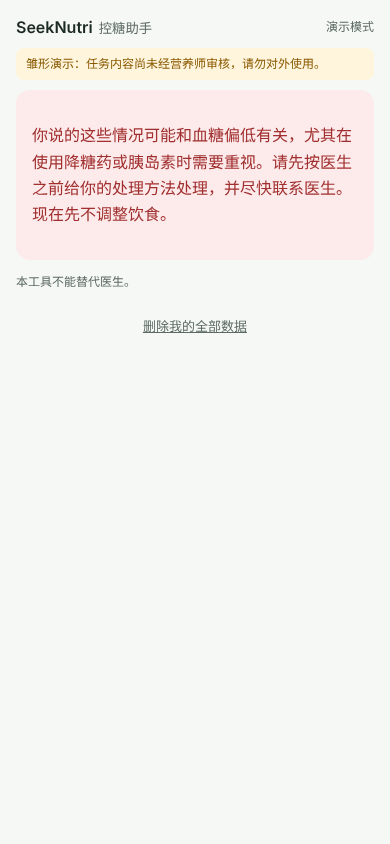 SeekNutri 控糖助手
演示模式
雏形演示：任务内容尚未经营养师审核，请勿对外使用。
你说的这些情况可能和血糖偏低有关，尤其在
使用降糖药或胰岛素时需要重视。请先按医生
之前给你的处理方法处理，并尽快联系医生。
现在先不调整饮食。
本工具不能替代医生。
删除我的全部数据